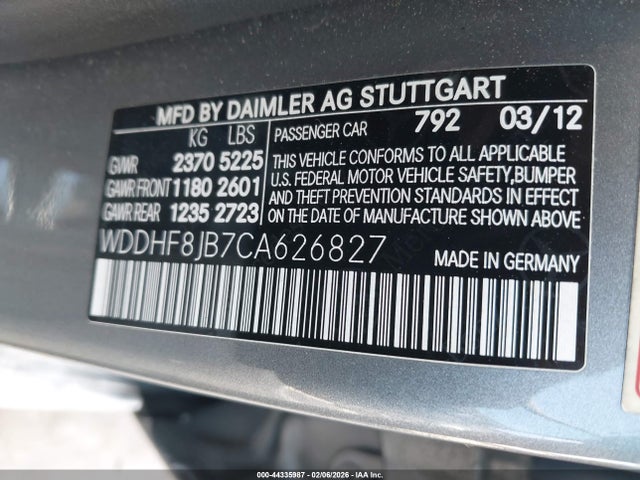 MFD BY DAIMLER AG STUTTGART
KG LBS PASSENGER CAR 792 03/12
GVWR 2370 5225
GAWR FRONT 1180 2601
GAWR REAR 1235 2723
THIS VEHICLE CONFORMS TO ALL APPLICABLE
U.S. FEDERAL MOTOR VEHICLE SAFETY,BUMPER
AND THEFT PREVENTION STANDARDS IN EFFECT
ON THE DATE OF MANUFACTURE SHOWN ABOVE
WDDHF8JB7CA626827 MADE IN GERMANY
000-44335987 - 02/06/2026 - IAAI